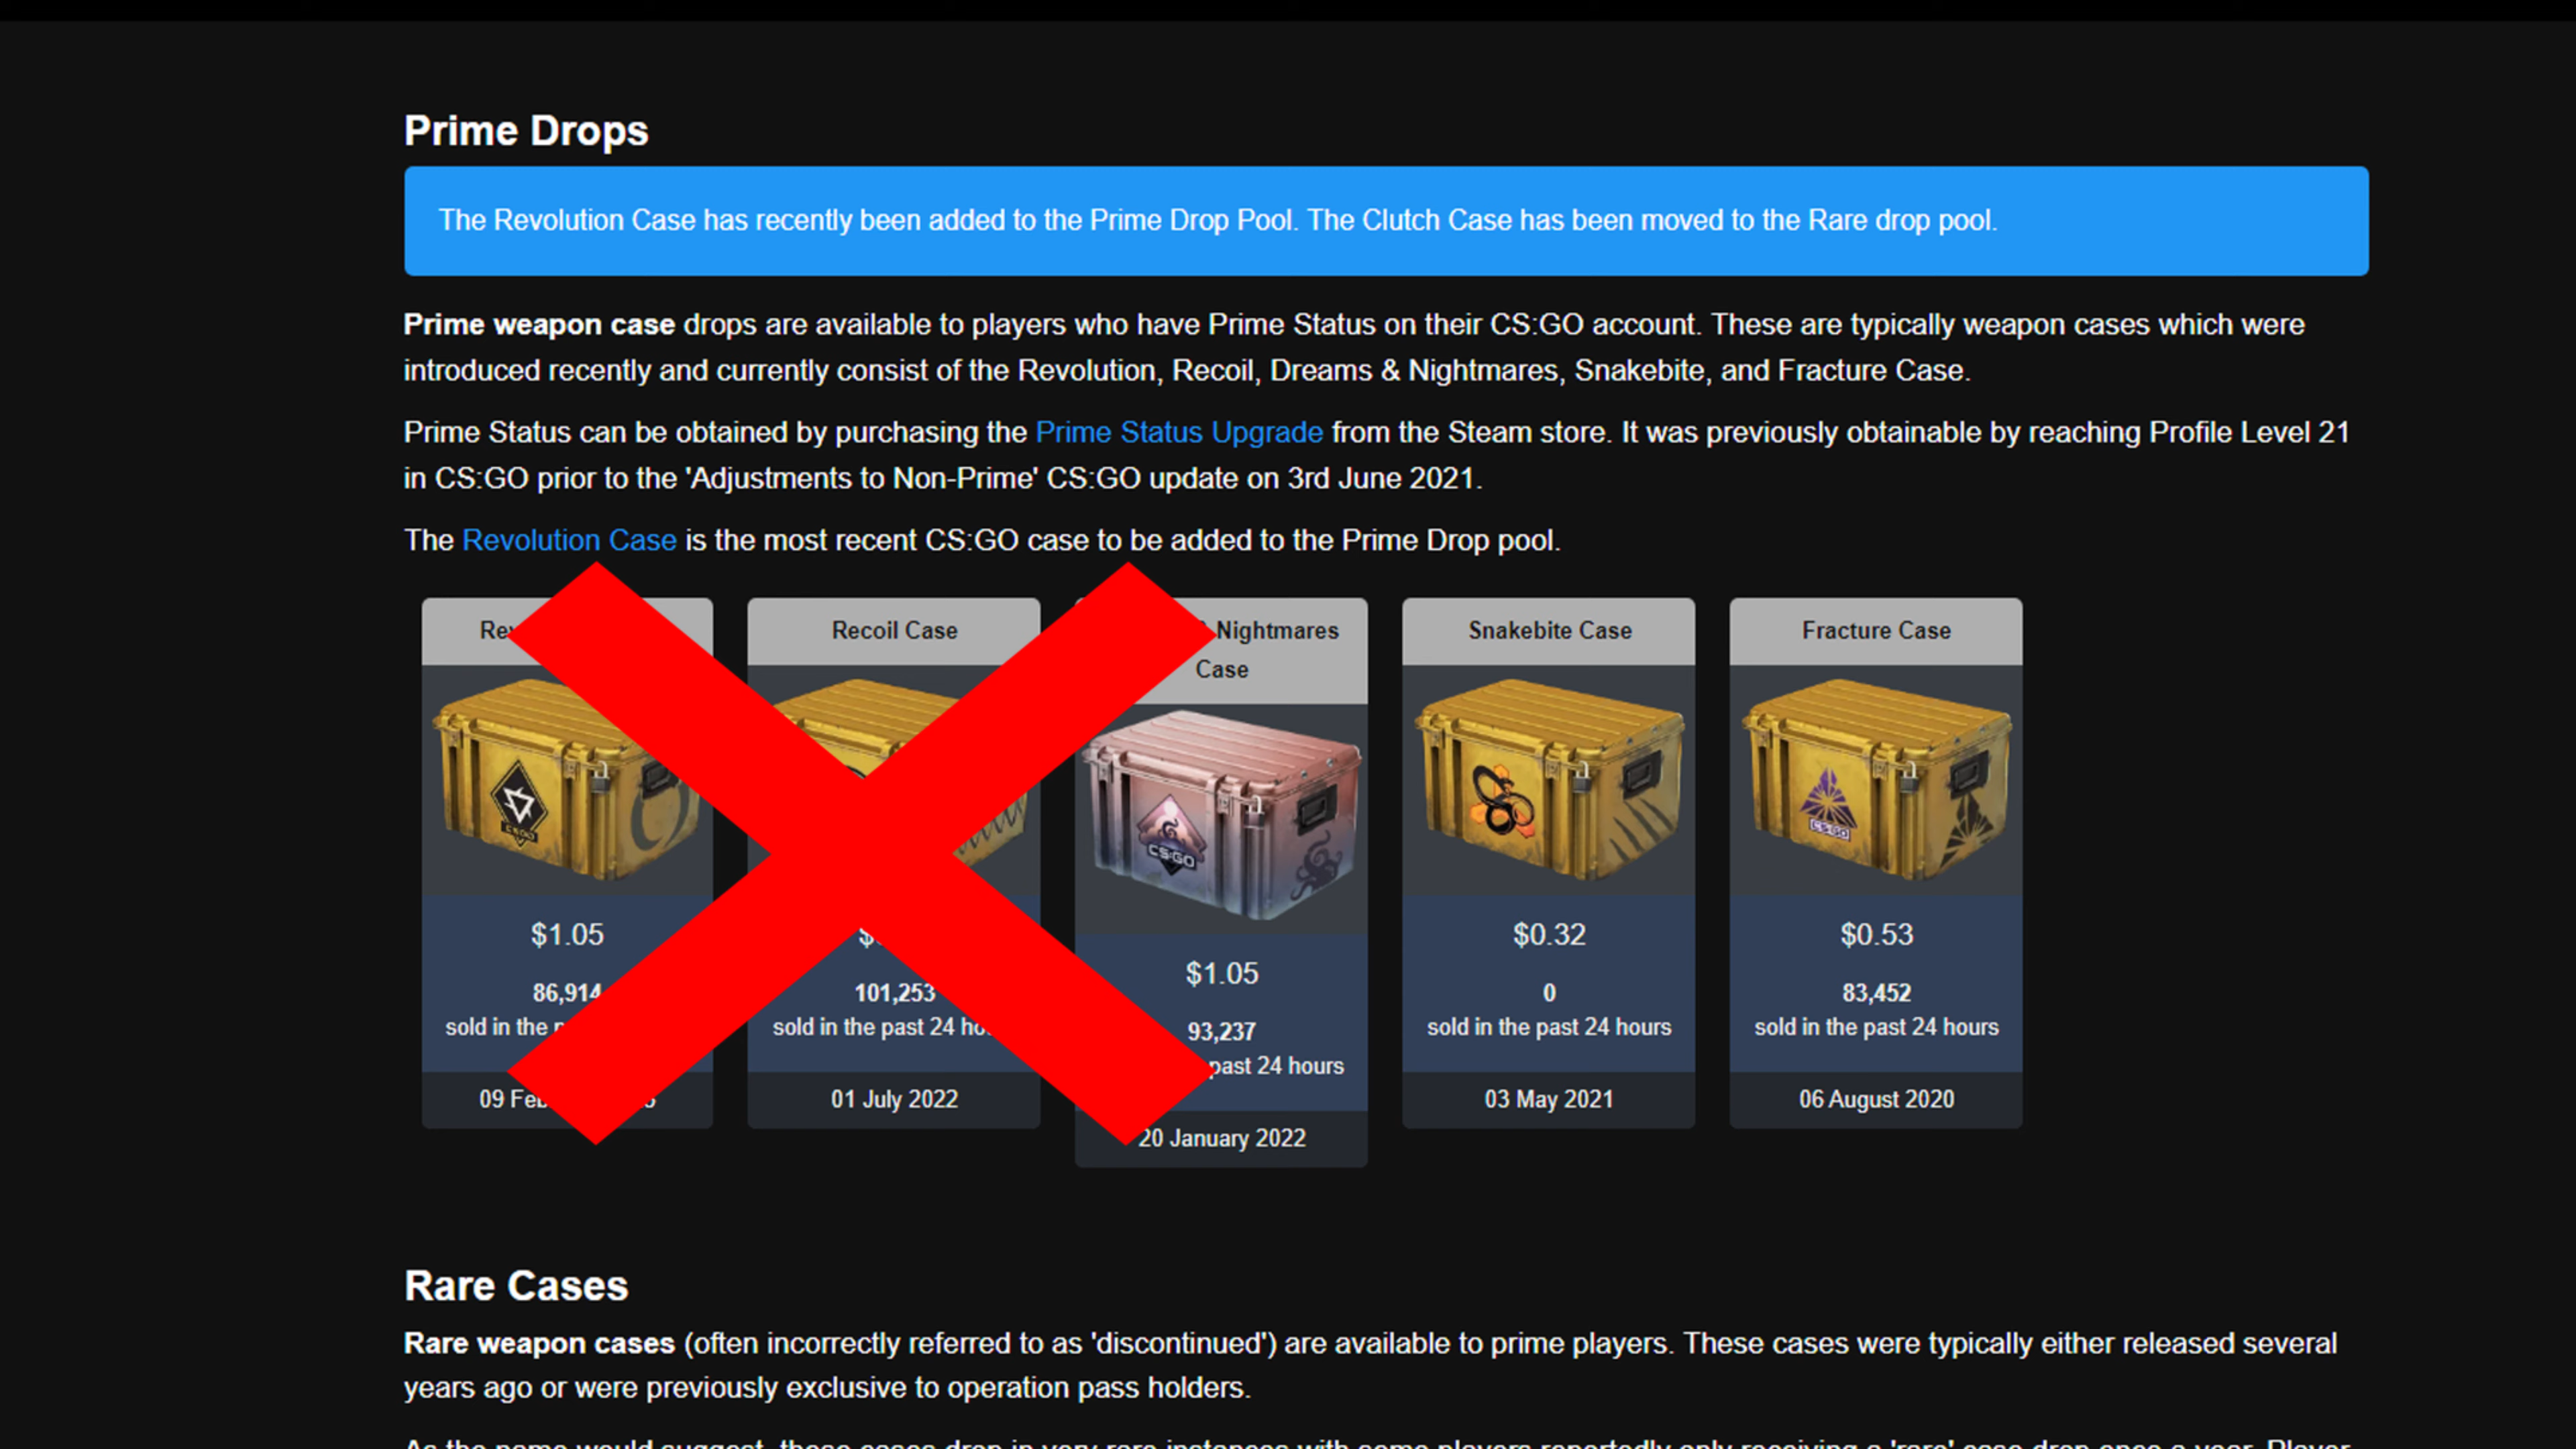 Prime Drops
The Revolution Case has recently been added to the Prime Drop Pool. The Clutch Case has been moved to the Rare drop pool.
Prime weapon case drops are available to players who have Prime Status on their CS:GO account. These are typically weapon cases which were
introduced recently and currently consist of the Revolution, Recoil, Dreams & Nightmares, Snakebite, and Fracture Case.
Prime Status can be obtained by purchasing the Prime Status Upgrade from the Steam store. It was previously obtainable by reaching Profile Level 21
in CS:GO prior to the 'Adjustments to Non-Prime' CS:GO update on 3rd June 2021.
The Revolution Case is the most recent CS:GO case to be added to the Prime Drop pool.
CS:GO
$1.05
86,914
sold in the
09
Recoil Case
101,253
sold in the past 24
01 July 2022
Nightmares
Case
CS:GO
$1.05
93,237
past 24 hours
20 January 2022
Snakebite Case
$0.32
0
sold in the past 24 hours
03 May 2021
Fracture Case
CS:GO
$0.53
83,452
sold in the past 24 hours
06 August 2020
Rare Cases
Rare weapon cases (often incorrectly referred to as 'discontinued') are available to prime players. These cases were typically either released several
years ago or were previously exclusive to operation pass holders.